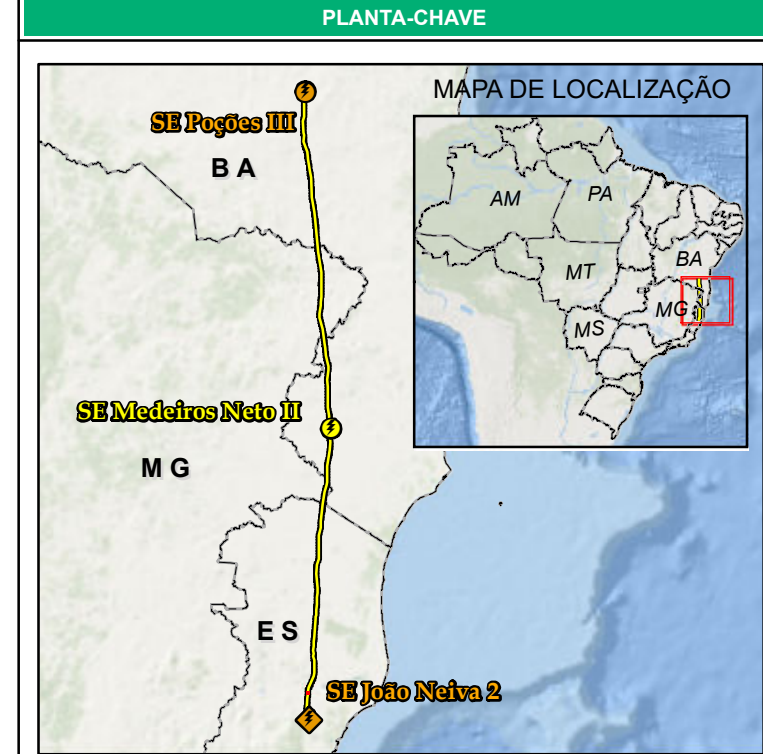 PLANTA-CHAVE
MAPA DE LOCALIZAÇÃO
SE Poções III
B A
AM
PA
BA
MT
MG
MS
SE Medeiros Neto II
M G
E S
SE João Neiva 2